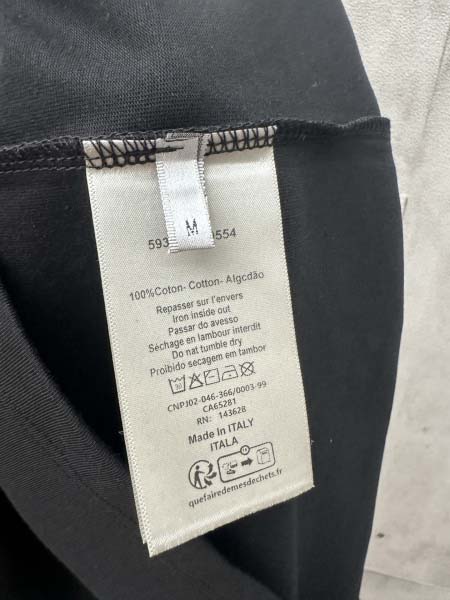 M
593 0554
100%Coton- Cotton- Algcdão
Repasser sur l'envers
Iron inside out
Passar do avesso
Séchage en lambour interdit
Do nat tumble dry
Proibido secagem em tambor
CNPJ02-046-366/0003-99
CA65281
RN: 143628
Made in ITALY
ITALA
quefairedemesdechets.fr